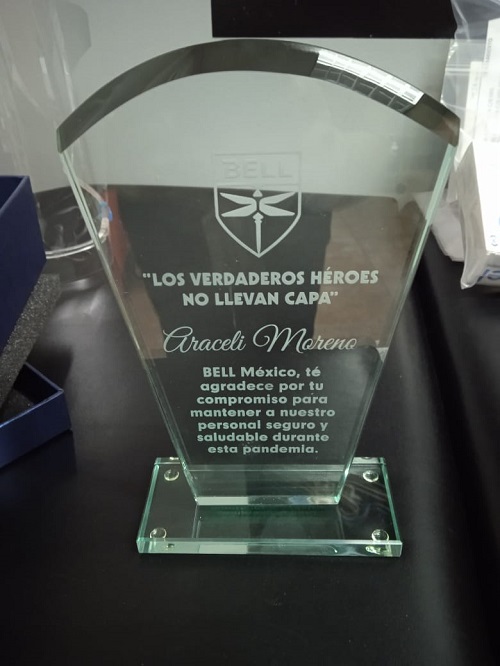 BELL
"LOS VERDADEROS HÉROES
NO LLEVAN CAPA"
Araceli Moreno
BELL México, té
agradece por tu
compromiso para
mantener a nuestro
personal seguro y
saludable durante
esta pandemia.